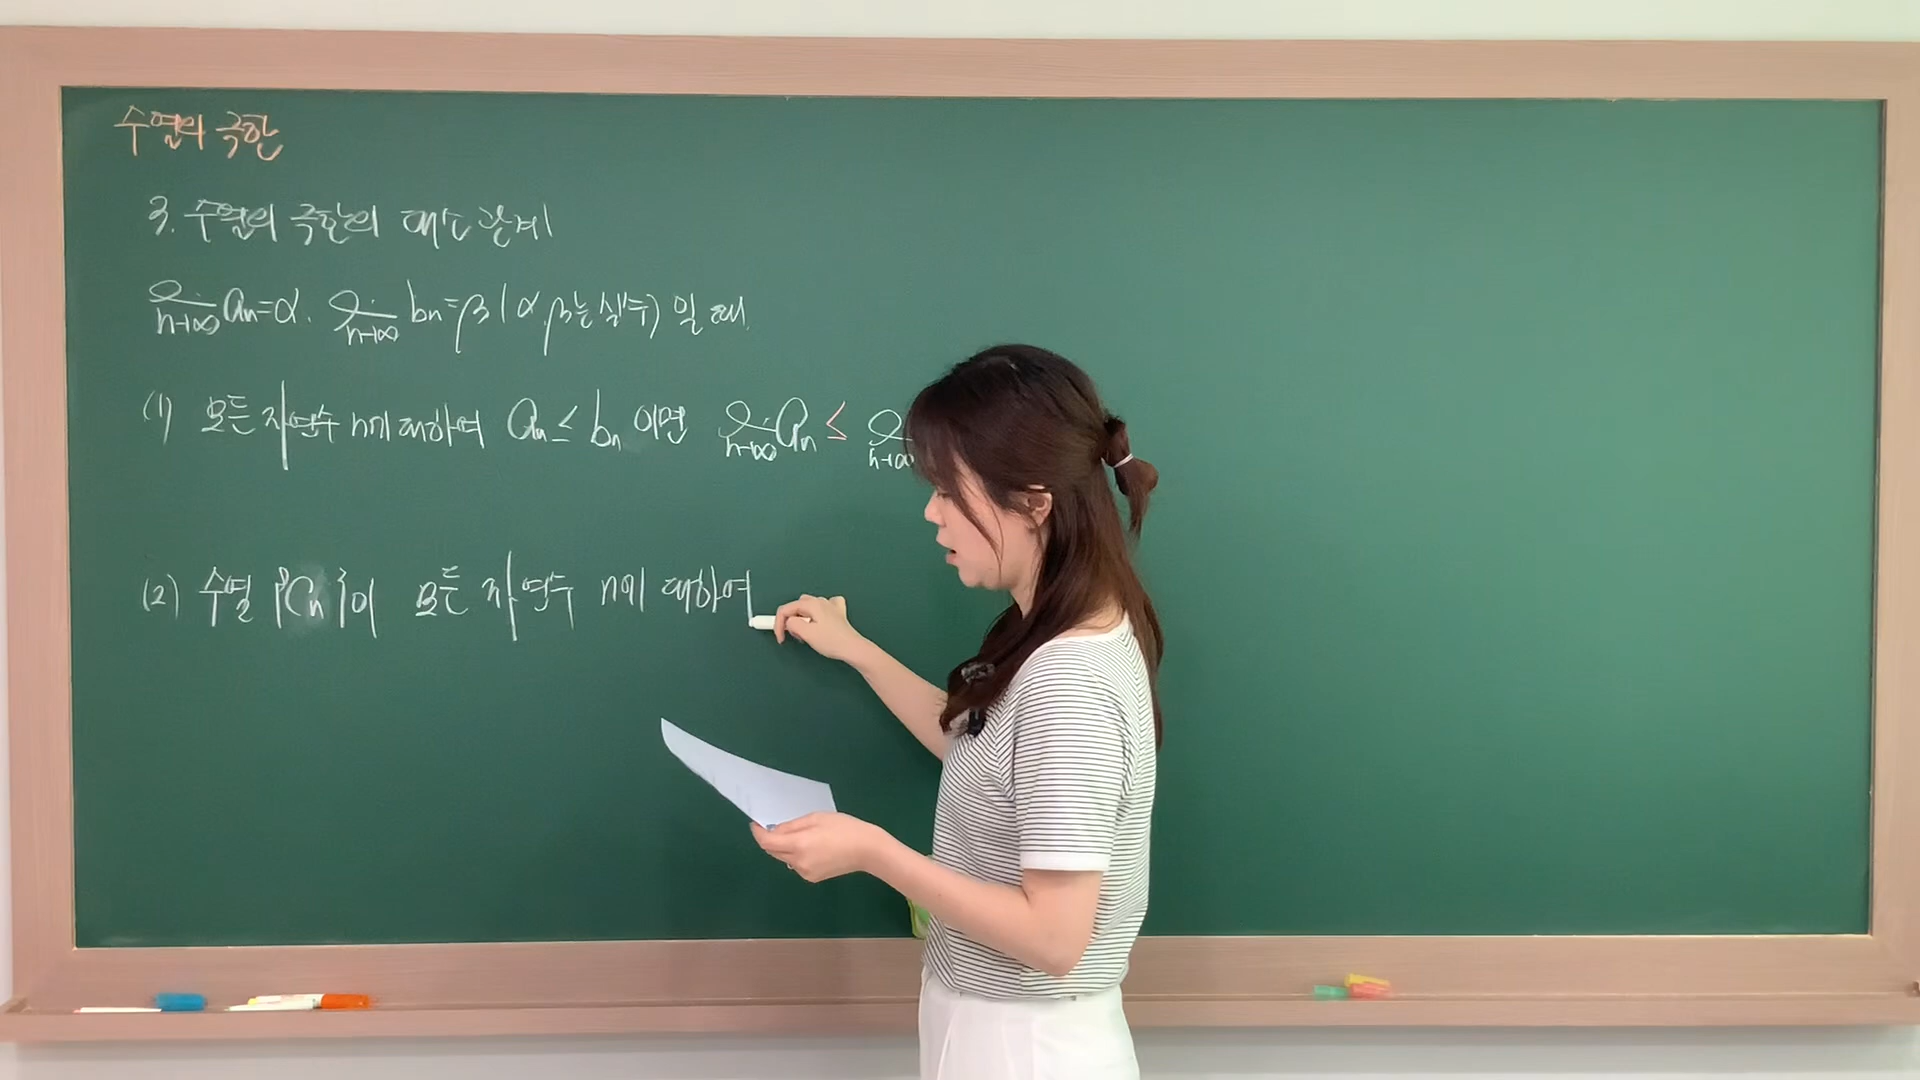 수열의 극한
3. 수열의 극한의 대소 관계
lim n→∞ aₙ=α, lim n→∞ bₙ=β (α, β는 실수) 일 때,
(1) 모든 자연수 n에 대하여 aₙ ≤ bₙ 이면 lim n→∞ aₙ ≤ lim n→∞
(2) 수열 {Cₙ}이 모든 자연수 n에 대하여